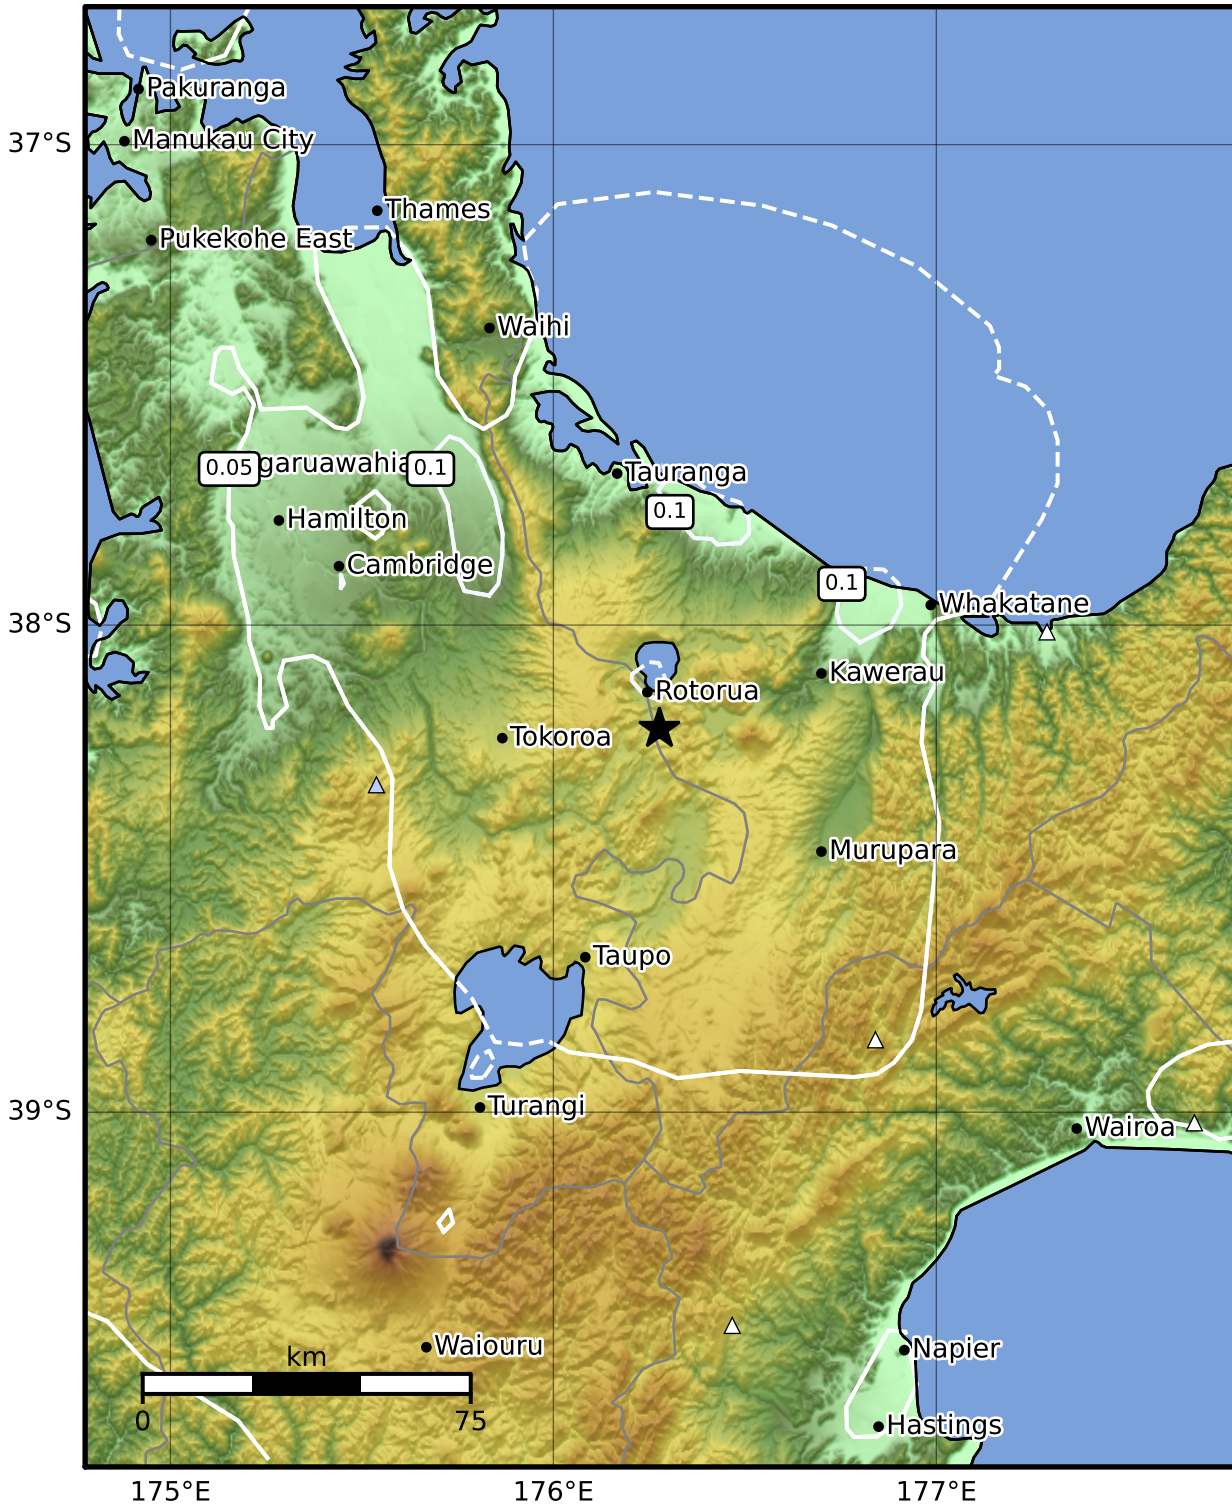 Pakuranga
37°S
Manukau City
Thames
Pukekohe East
Waihi
0.05
garuawahia
0.1
Tauranga
0.1
Hamilton
Cambridge
0.1
Whakatane
38°S
Kawerau
Rotorua
Tokoroa
Murupara
Taupo
Turangi
39°S
Wairoa
Waiouru
Napier
km
0
75
Hastings
175°E
176°E
177°E